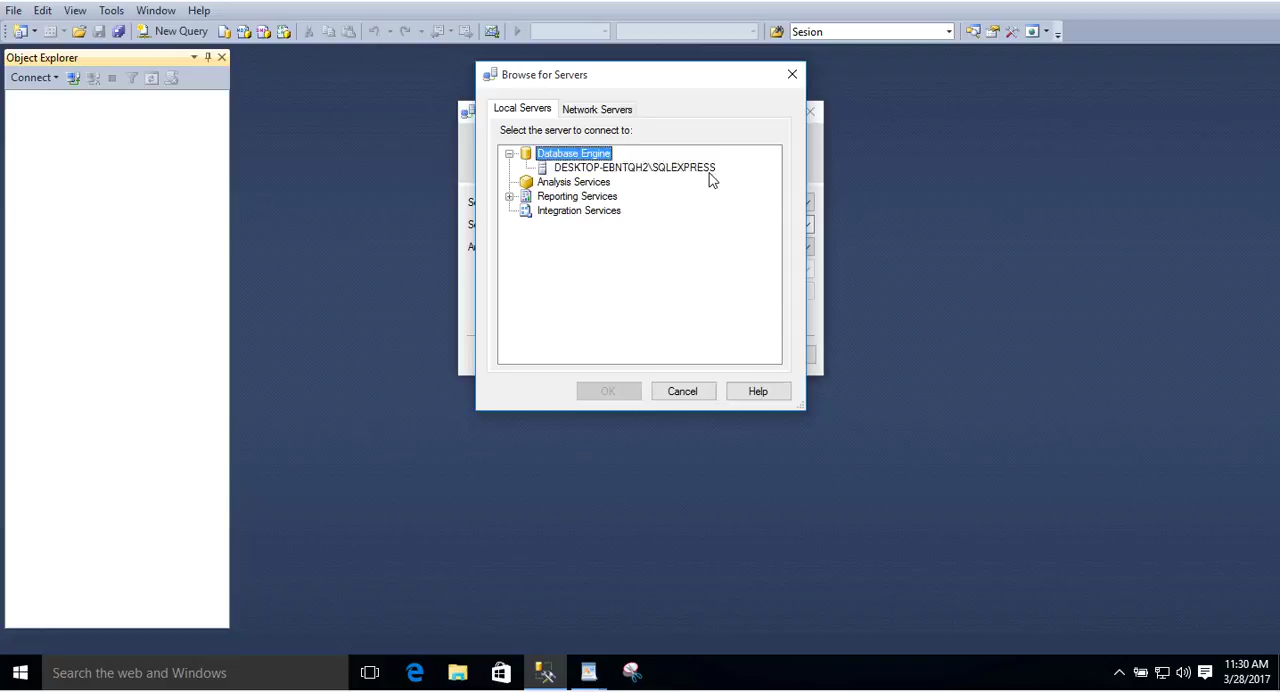 File Edit View Tools Window Help
New Query Sesion
Object Explorer
Connect
Browse for Servers
Local Servers Network Servers
Select the server to connect to:
Database Engine
DESKTOP-EBNTQH2\SQLEXPRESS
Analysis Services
Reporting Services
Integration Services
OK Cancel Help
Search the web and Windows
11:30 AM
3/28/2017